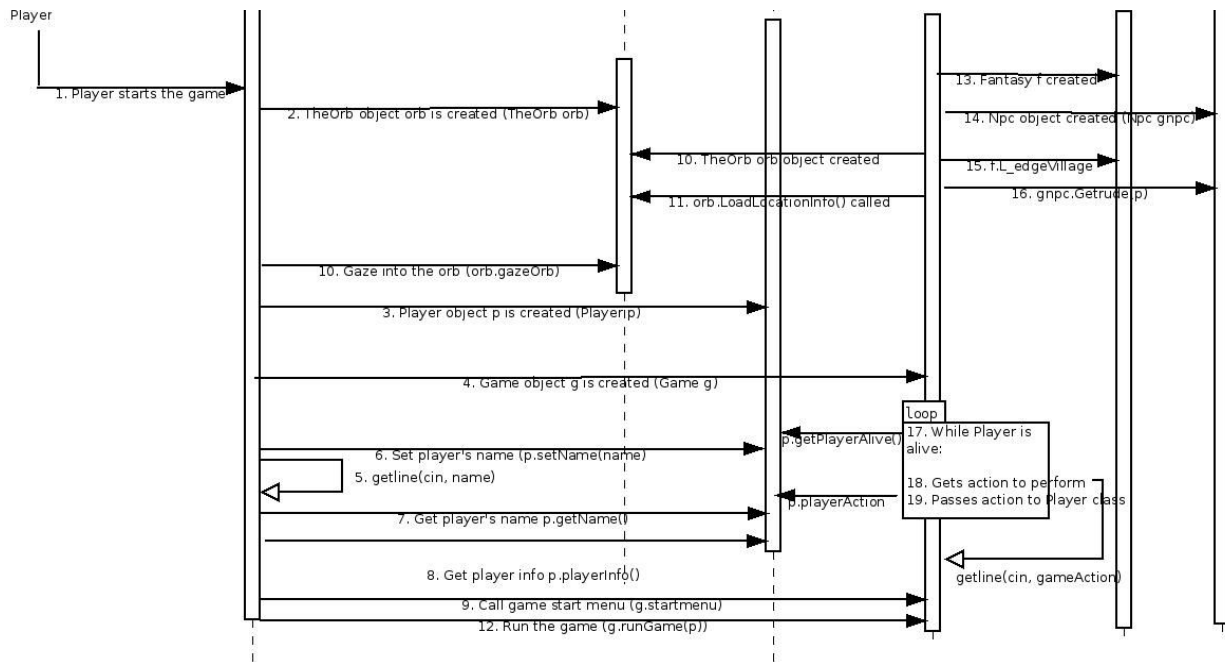 Player
1. Player starts the game
2. TheOrb object orb is created (TheOrb orb)
13. Fantasy f created
14. Npc object created (Npc gnpc)
10. TheOrb orb object created
15. f.L_edgeVillage
16. gnpc.Getrude(p)
11. orb.LoadLocationInfo() called
10. Gaze into the orb (orb.gazeOrb)
3. Player object p is created (Player p)
4. Game object g is created (Game g)
loop
17. While Player is
alive:
p.getPlayerAlive()
6. Set player's name (p.setName(name)
5. getline(cin, name)
18. Gets action to perform
19. Passes action to Player class
p.playerAction
7. Get player's name p.getName()
8. Get player info p.playerInfo()
getline(cin, gameAction)
9. Call game start menu (g.startmenu)
12. Run the game (g.runGame(p))